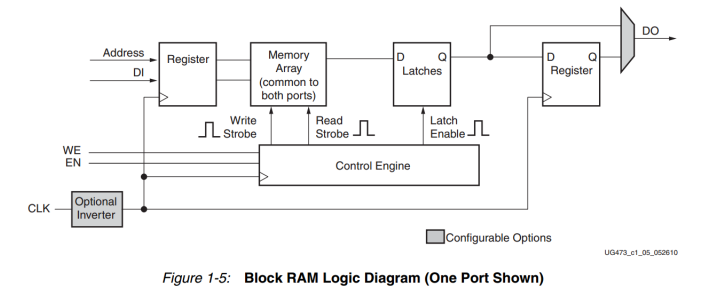 Address
DI
Register
Memory
Array
(common to
both ports)
D Q
Latches
D Q
Register
DO
Write
Strobe
Read
Strobe
Latch
Enable
WE
EN
Control Engine
CLK
Optional
Inverter
Configurable Options
UG473_c1_05_052610
Figure 1-5: Block RAM Logic Diagram (One Port Shown)